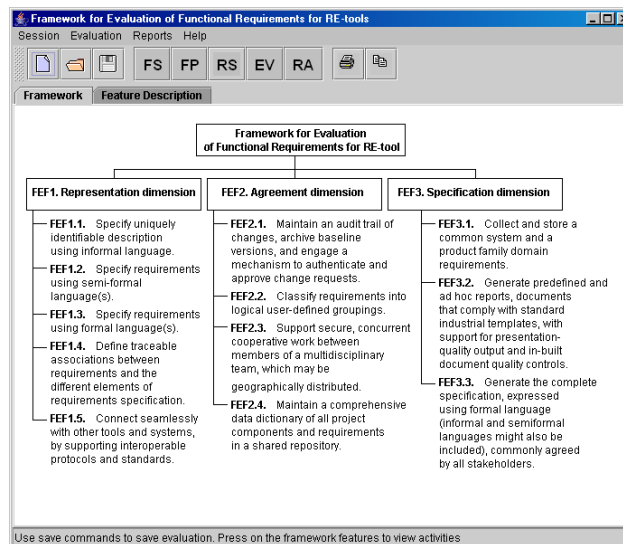 Framework for Evaluation of Functional Requirements for RE-tools
Session Evaluation Reports Help
FS FP RS EV RA
Framework Feature Description
Framework for Evaluation
of Functional Requirements for RE-tool
FEF1. Representation dimension
FEF1.1. Specify uniquely
identifiable description
using informal language.
FEF1.2. Specify requirements
using semi-formal
language(s).
FEF1.3. Specify requirements
using formal language(s).
FEF1.4. Define traceable
associations between
requirements and the
different elements of
requirements specification.
FEF1.5. Connect seamlessly
with other tools and systems,
by supporting interoperable
protocols and standards.
FEF2. Agreement dimension
FEF2.1. Maintain an audit trail of
changes, archive baseline
versions, and engage a
mechanism to authenticate and
approve change requests.
FEF2.2. Classify requirements into
logical user-defined groupings.
FEF2.3. Support secure, concurrent
cooperative work between
members of a multidisciplinary
team, which may be
geographically distributed.
FEF2.4. Maintain a comprehensive
data dictionary of all project
components and requirements
in a shared repository.
FEF3. Specification dimension
FEF3.1. Collect and store a
common system and a
product family domain
requirements.
FEF3.2. Generate predefined and
ad hoc reports, documents
that comply with standard
industrial templates, with
support for presentation-
quality output and in-built
document quality controls.
FEF3.3. Generate the complete
specification, expressed
using formal language
(informal and semiformal
languages might also be
included), commonly agreed
by all stakeholders.
Use save commands to save evaluation. Press on the framework features to view activities